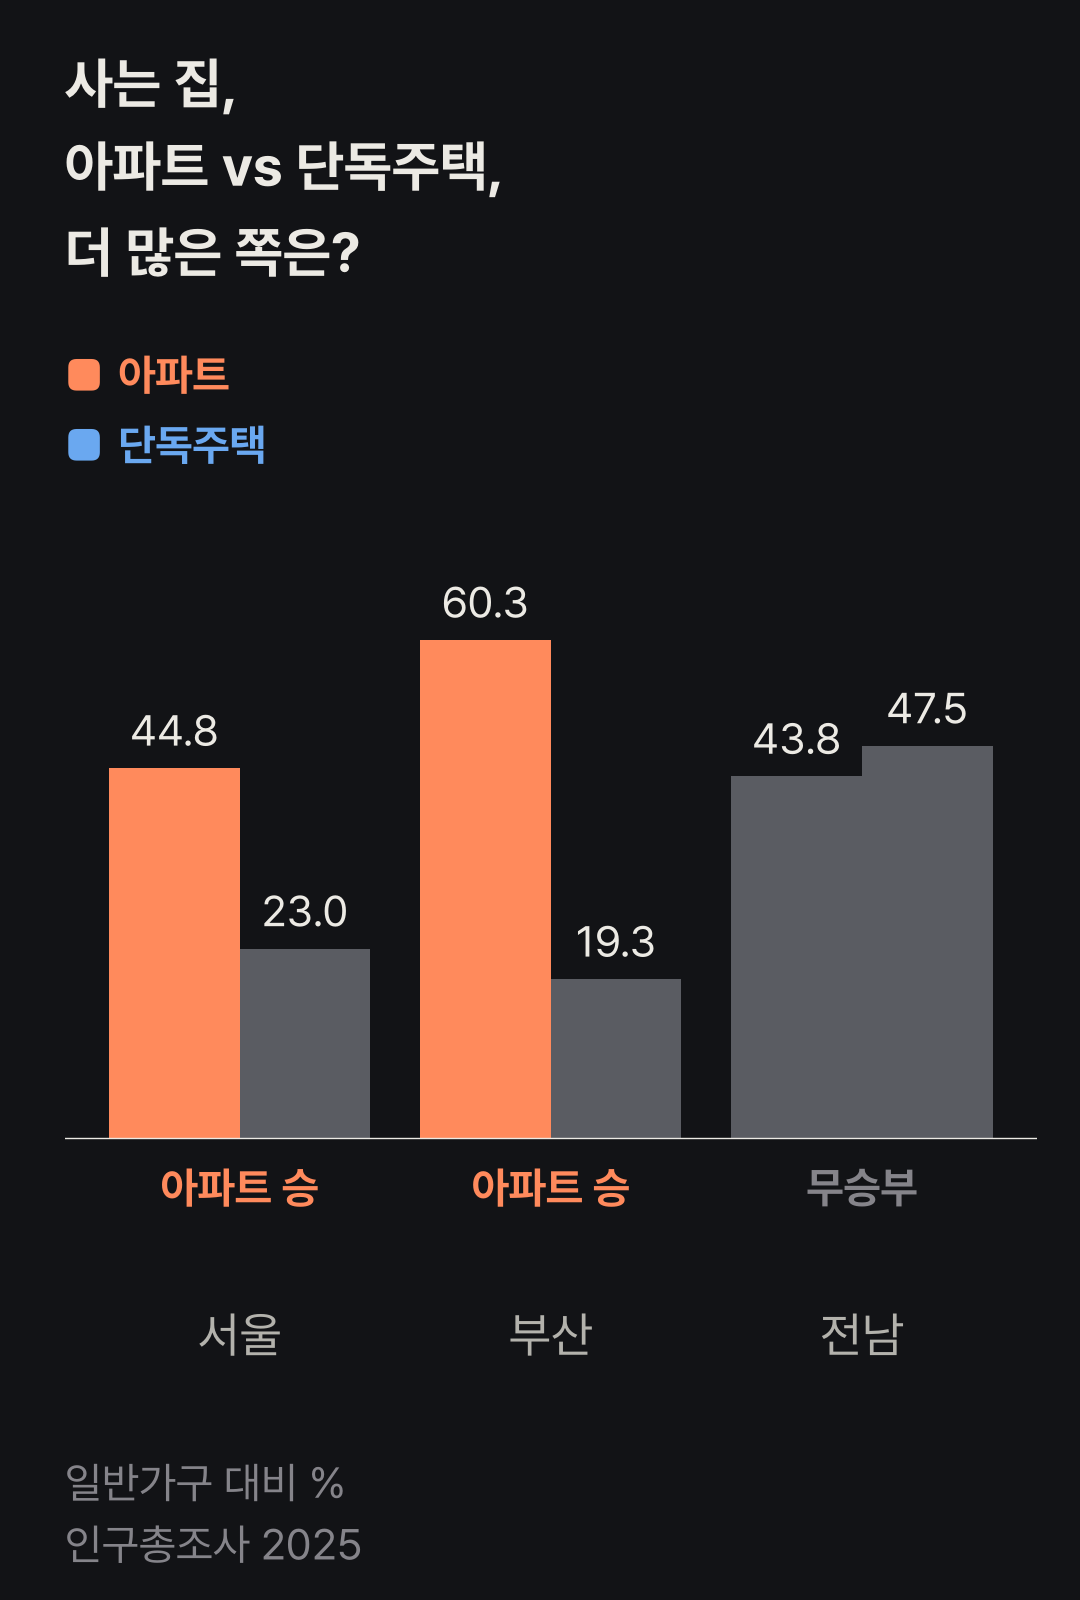 사는 집,
아파트 vs 단독주택,
더 많은 쪽은?
아파트
단독주택
44.8
23.0
60.3
19.3
43.8
47.5
아파트 승
아파트 승
무승부
서울
부산
전남
일반가구 대비 %
인구총조사 2025